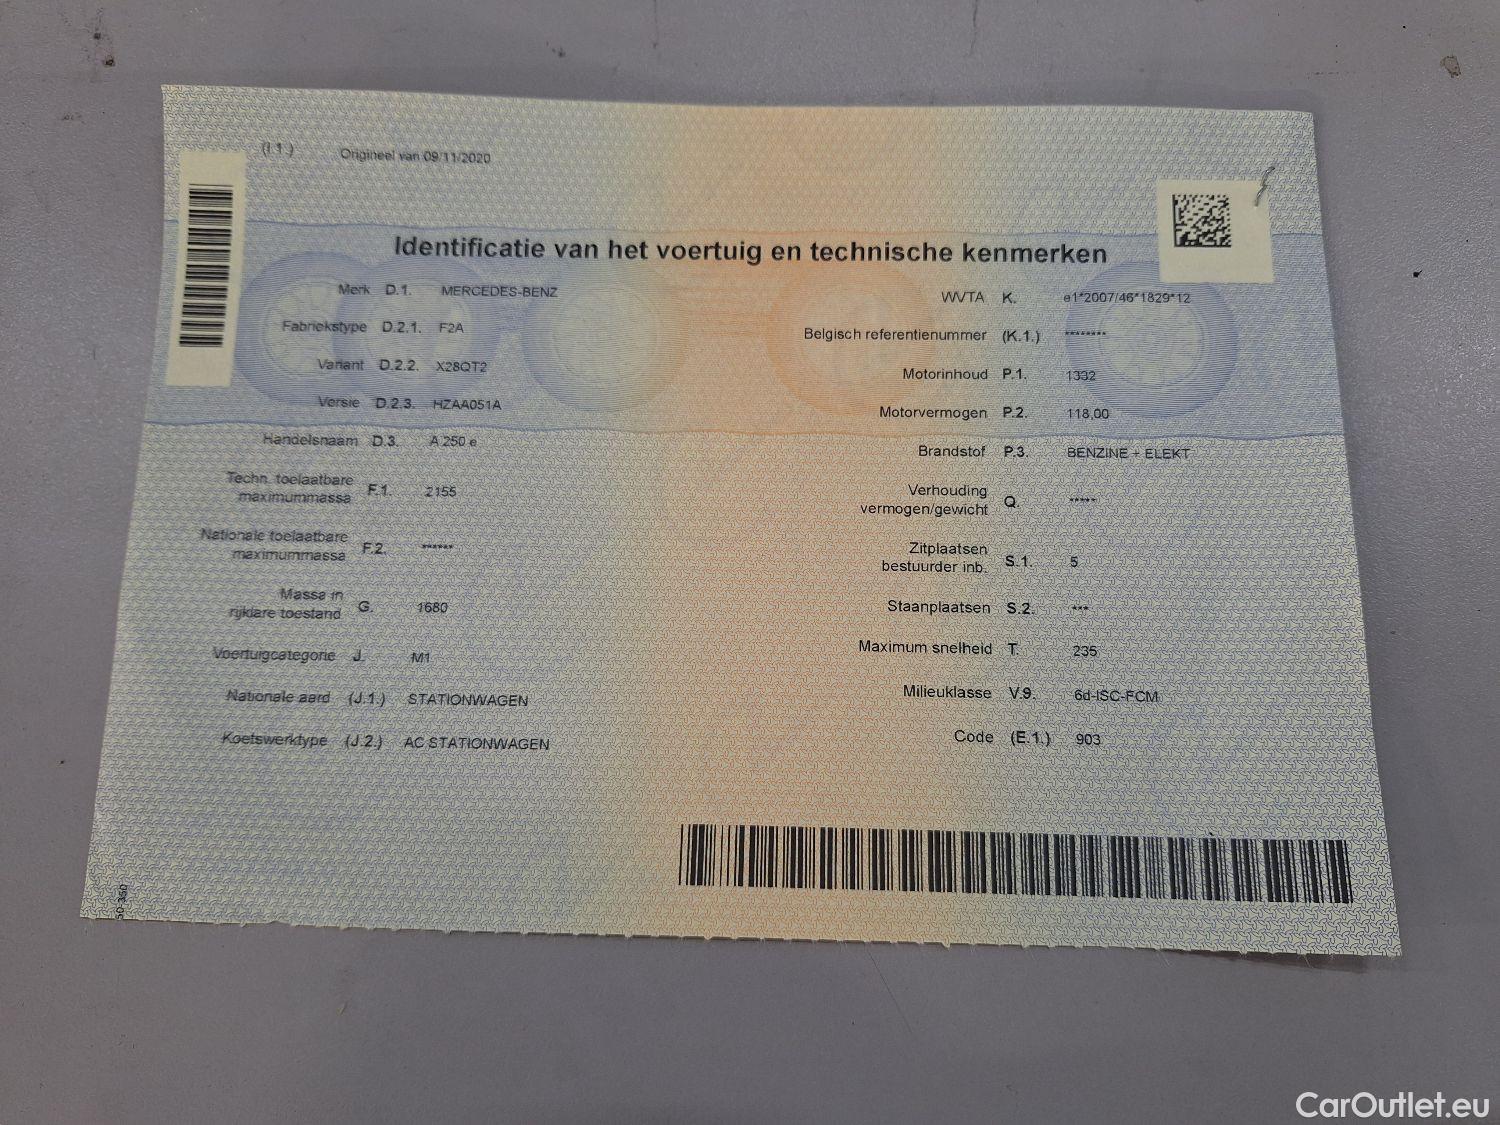 (I.1.) Origineel van 09/11/2020
Identificatie van het voertuig en technische kenmerken
Merk D.1. MERCEDES-BENZ
Fabriekstype D.2.1. F2A
Variant D.2.2. X28QT2
Versie D.2.3. HZAA051A
Handelsnaam D.3. A 250 e
Techn. toelaatbare
maximummassa F.1. 2155
Nationale toelaatbare
maximummassa F.2. ******
Massa in
rijklare toestand G. 1680
Voertuigcategorie J. M1
Nationale aard (J.1.) STATIONWAGEN
Koetswerktype (J.2.) AC STATIONWAGEN
WVTA K. e1*2007/46*1829*12
Belgisch referentienummer (K.1.) ********
Motorinhoud P.1. 1332
Motorvermogen P.2. 118,00
Brandstof P.3. BENZINE + ELEKT
Verhouding
vermogen/gewicht Q. *****
Zitplaatsen
bestuurder inb. S.1. 5
Staanplaatsen S.2. ***
Maximum snelheid T. 235
Milieuklasse V.9. 6d-ISC-FCM
Code (E.1.) 903
50-350
CarOutlet.eu